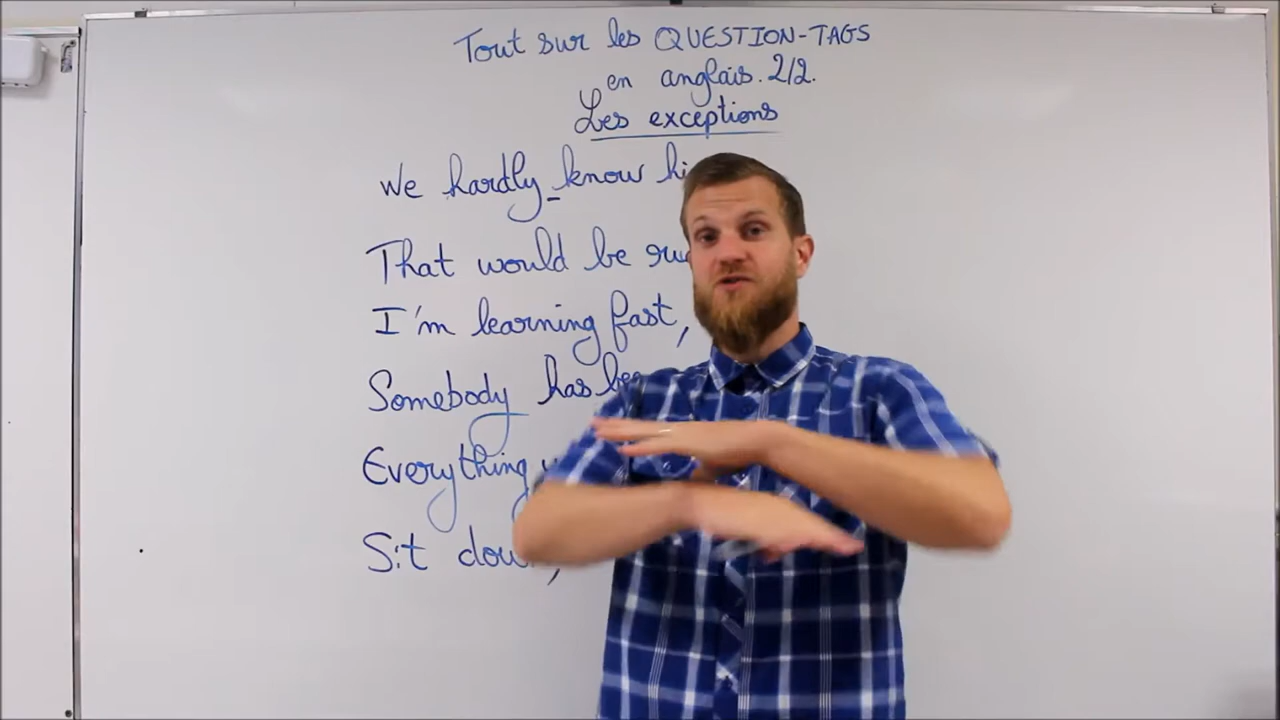 Tout sur les QUESTION-TAGS
en anglais. 2/2.
Les exceptions
We hardly know
That would be
I'm learning fast,
Somebody has
Everything
Sit